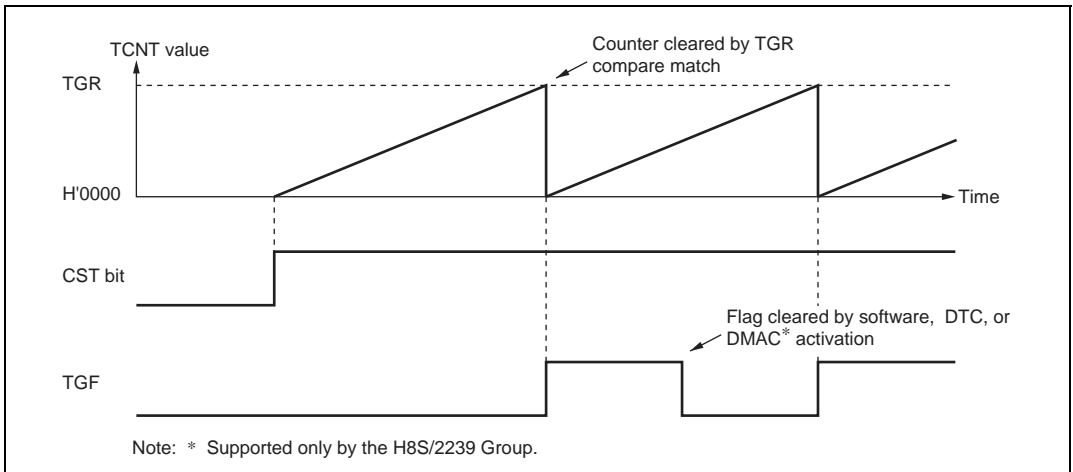 TCNT value
Counter cleared by TGR
compare match
TGR
H'0000
Time
CST bit
Flag cleared by software, DTC, or
DMAC* activation
TGF
Note: * Supported only by the H8S/2239 Group.